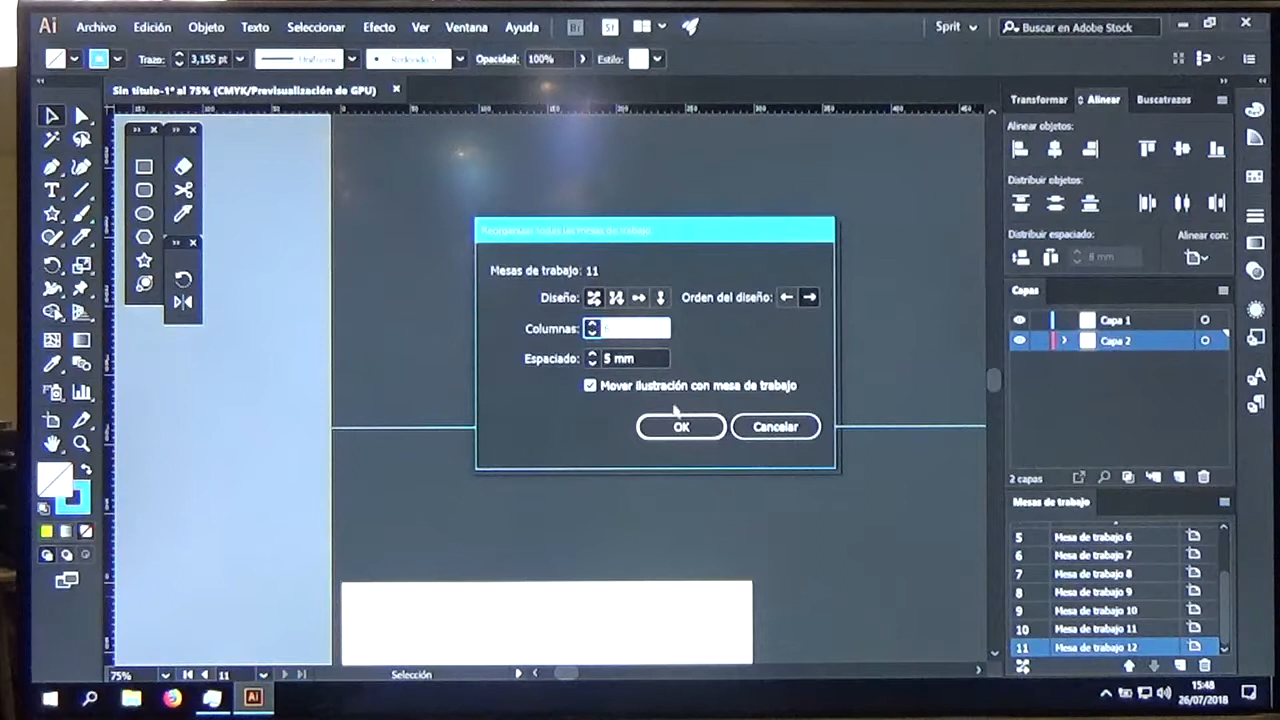 Ai Archivo Edición Objeto Texto Seleccionar Efecto Ver Ventana Ayuda Br St Sprit Buscar en Adobe Stock
Trazo: 3,155 pt Uniforme Redondo 5 Opacidad: 100% Estilo:
Sin título-1* al 75% (CMYK/Previsualización de GPU)
Transformar Alinear Buscatrazos
Alinear objetos:
Distribuir objetos:
Distribuir espaciado: Alinear con:
8 mm
Reorganizar todas las mesas de trabajo
Mesas de trabajo: 11
Diseño: Orden del diseño:
Columnas:
Espaciado: 5 mm
Mover ilustración con mesa de trabajo
OK Cancelar
Capas
Capa 1
Capa 2
2 capas
Mesas de trabajo
5 Mesa de trabajo 6
6 Mesa de trabajo 7
7 Mesa de trabajo 8
8 Mesa de trabajo 9
9 Mesa de trabajo 10
10 Mesa de trabajo 11
11 Mesa de trabajo 12
75% 11 Selección
Ai
15:48
26/07/2018